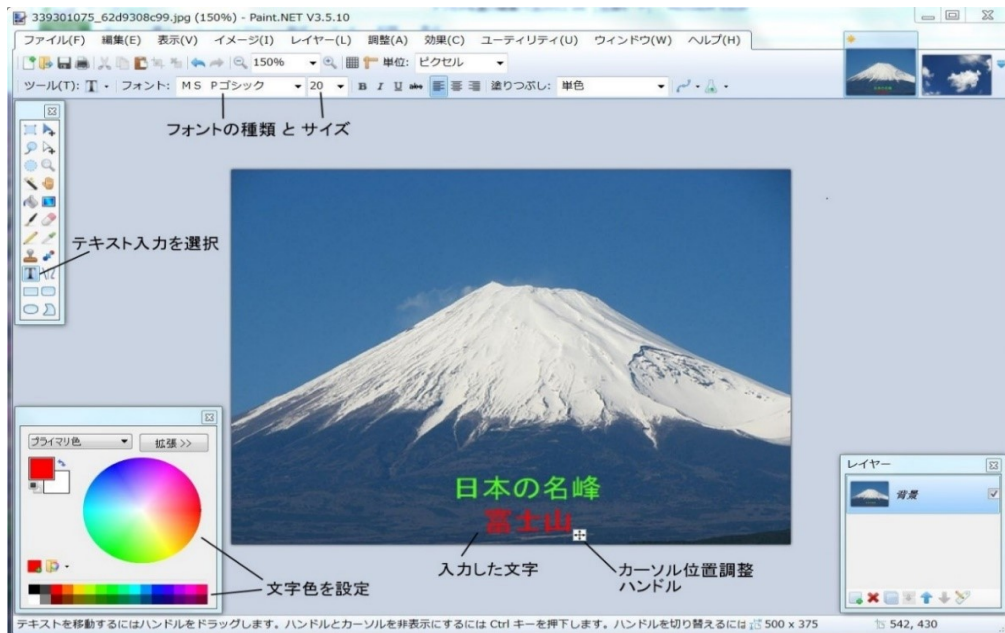 339301075_62d9308c99.jpg (150%) - Paint.NET V3.5.10
ファイル(F) 編集(E) 表示(V) イメージ(I) レイヤー(L) 調整(A) 効果(C) ユーティリティ(U) ウィンドウ(W) ヘルプ(H)
150% 単位: ピクセル
ツール(T): T フォント: MS Pゴシック 20 B I U abc 塗りつぶし: 単色
フォントの種類 と サイズ
テキスト入力を選択
プライマリ色 拡張 >>
文字色を設定
日本の名峰
富士山
入力した文字
カーソル位置調整
ハンドル
レイヤー
背景
テキストを移動するにはハンドルをドラッグします。ハンドルとカーソルを非表示にするには Ctrl キーを押下します。ハンドルを切り替えるには 500 x 375 542, 430